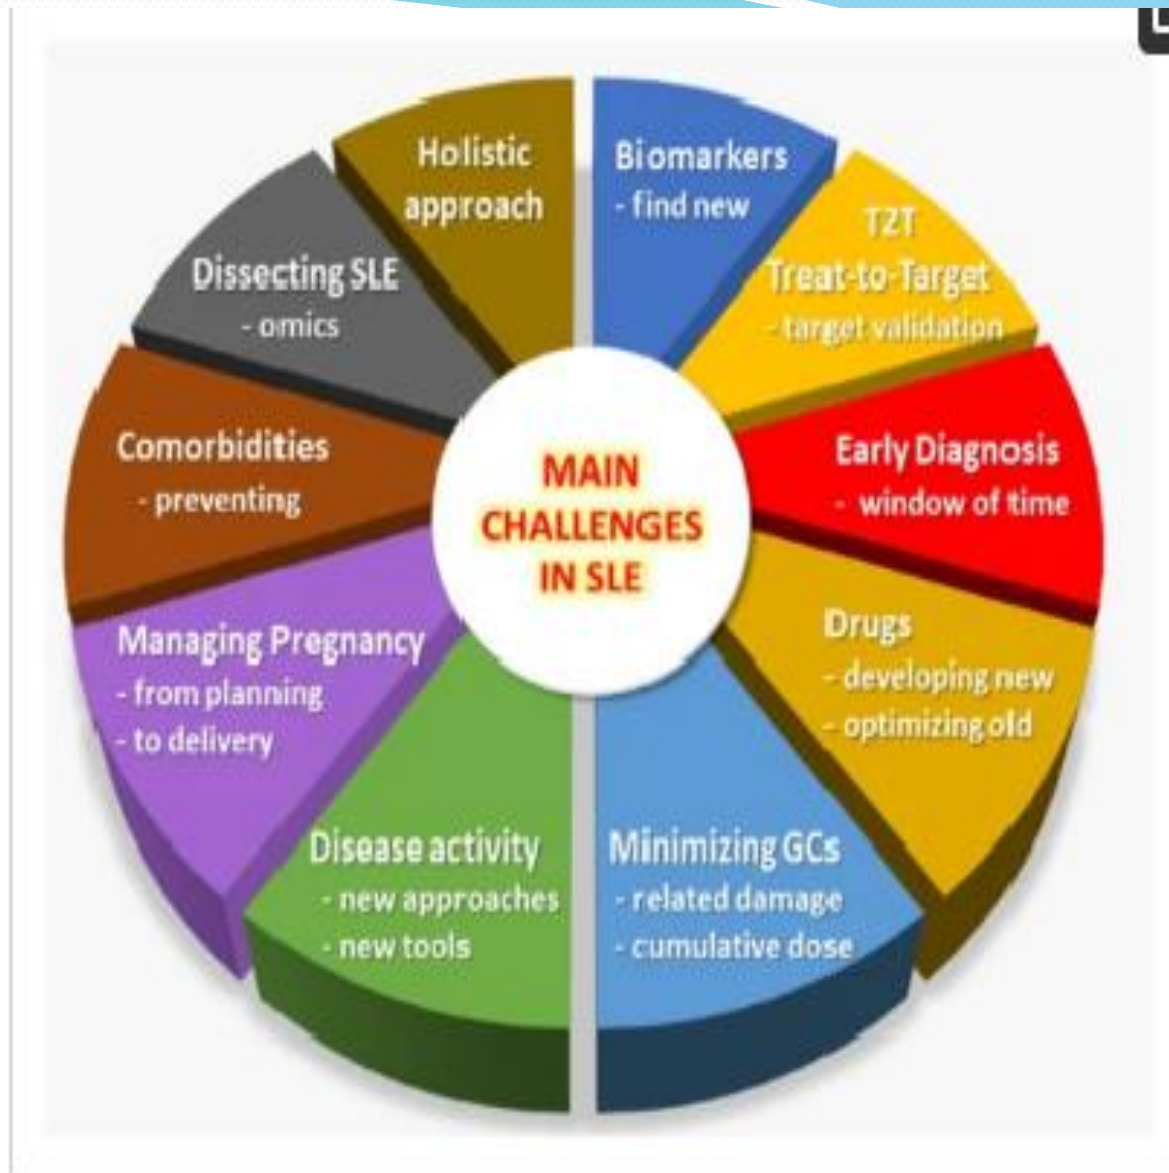 Holistic
approach
Biomarkers
- find new
T2T
Treat-to-Target
- target validation
Early Diagnosis
- window of time
Drugs
- developing new
- optimizing old
Minimizing GCs
- related damage
- cumulative dose
Disease activity
- new approaches
- new tools
Managing Pregnancy
- from planning
- to delivery
Comorbidities
- preventing
Dissecting SLE
- omics
MAIN
CHALLENGES
IN SLE